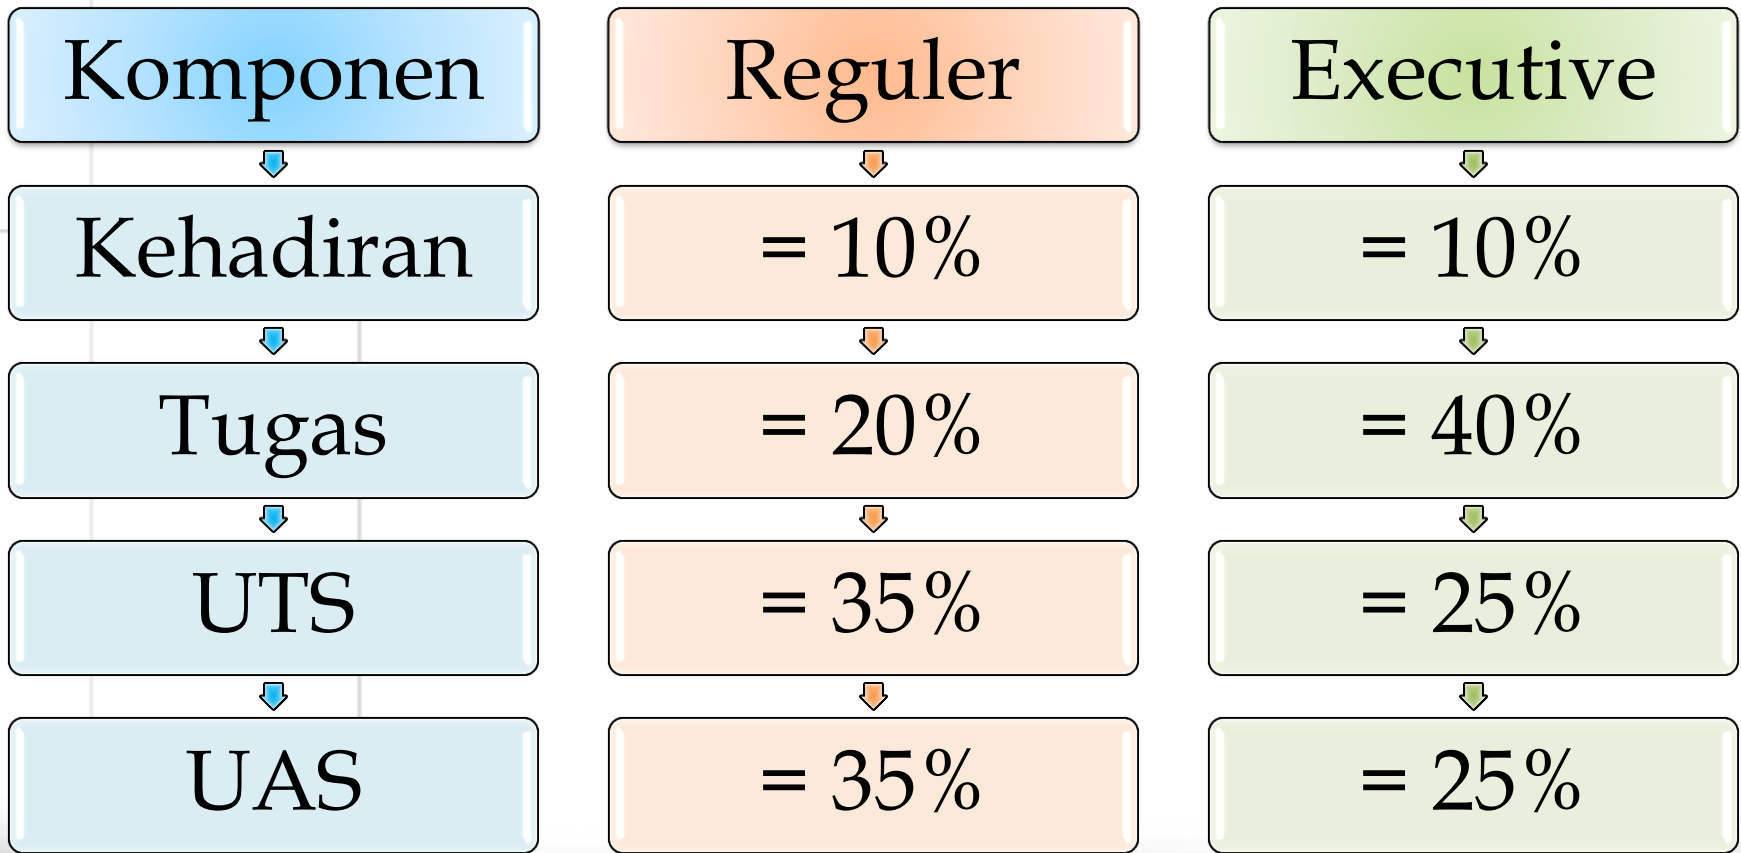 Komponen Reguler Executive
Kehadiran = 10% = 10%
Tugas = 20% = 40%
UTS = 35% = 25%
UAS = 35% = 25%